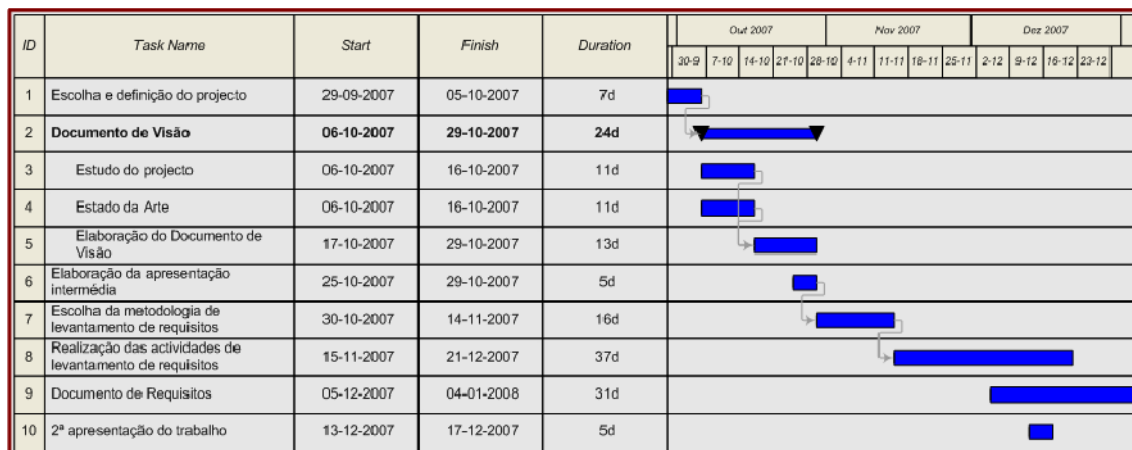 ID Task Name Start Finish Duration Out 2007 Nov 2007 Dez 2007
30-9 7-10 14-10 21-10 28-10 4-11 11-11 18-11 25-11 2-12 9-12 16-12 23-12
1 Escolha e definição do projecto 29-09-2007 05-10-2007 7d
2 Documento de Visão 06-10-2007 29-10-2007 24d
3 Estudo do projecto 06-10-2007 16-10-2007 11d
4 Estado da Arte 06-10-2007 16-10-2007 11d
5 Elaboração do Documento de
Visão 17-10-2007 29-10-2007 13d
6 Elaboração da apresentação
intermédia 25-10-2007 29-10-2007 5d
7 Escolha da metodologia de
levantamento de requisitos 30-10-2007 14-11-2007 16d
8 Realização das actividades de
levantamento de requisitos 15-11-2007 21-12-2007 37d
9 Documento de Requisitos 05-12-2007 04-01-2008 31d
10 2ª apresentação do trabalho 13-12-2007 17-12-2007 5d